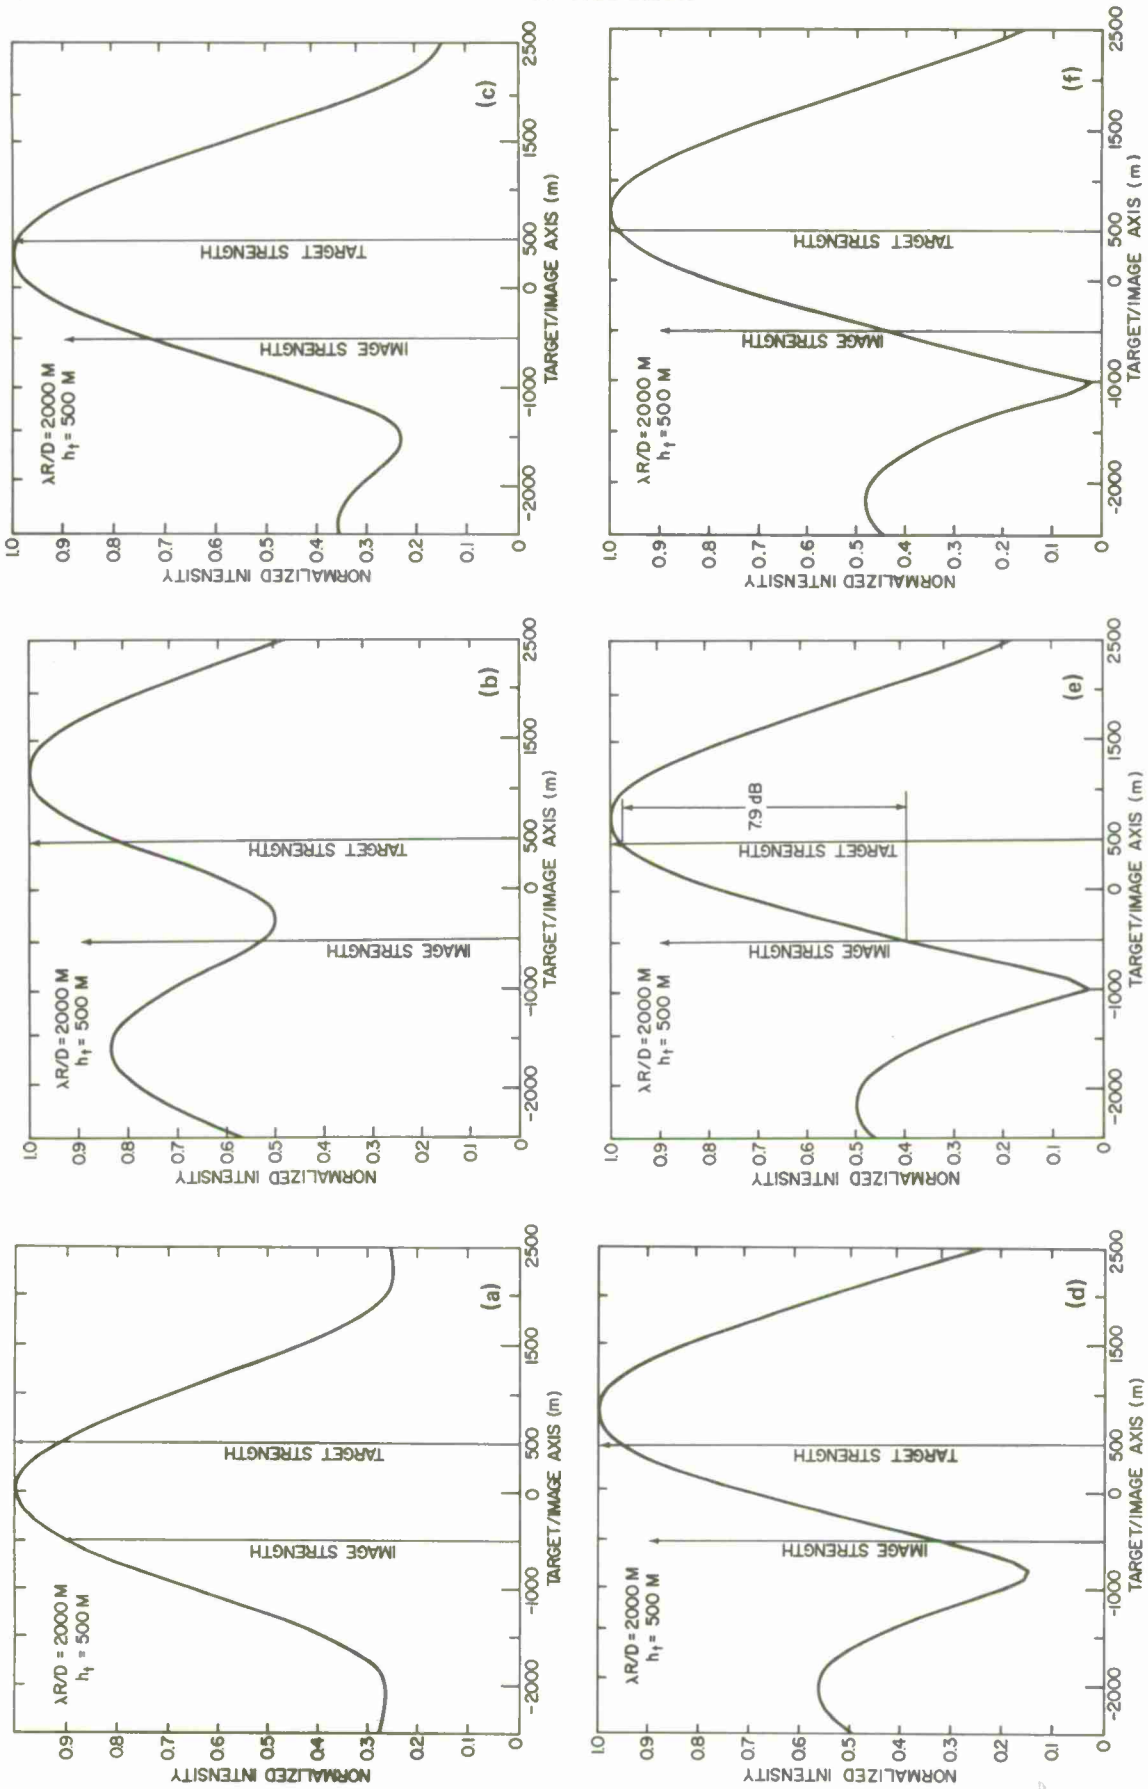 λR/D = 2000 M
h_t = 500 M
NORMALIZED INTENSITY
0.9
0.8
0.7
0.6
0.5
0.4
0.3
0.2
0.1
0
IMAGE STRENGTH
TARGET STRENGTH
-2000
-1000
0
500
1500
2500
TARGET/IMAGE AXIS (m)
(a)
λR/D = 2000 M
h_t = 500 M
NORMALIZED INTENSITY
1.0
0.9
0.8
0.7
0.6
0.5
0.4
0.3
0.2
0.1
0
IMAGE STRENGTH
TARGET STRENGTH
-2000
-1000
0
500
1500
2500
TARGET/IMAGE AXIS (m)
(b)
λR/D = 2000 M
h_t = 500 M
NORMALIZED INTENSITY
1.0
0.9
0.8
0.7
0.6
0.5
0.4
0.3
0.2
0.1
0
IMAGE STRENGTH
TARGET STRENGTH
-2000
-1000
0
500
1500
2500
TARGET/IMAGE AXIS (m)
(c)
λR/D = 2000 M
h_t = 500 M
NORMALIZED INTENSITY
1.0
0.9
0.8
0.7
0.6
0.5
0.4
0.3
0.2
0.1
0
IMAGE STRENGTH
TARGET STRENGTH
-2000
-1000
0
500
1500
2500
TARGET/IMAGE AXIS (m)
(d)
λR/D = 2000 M
h_t = 500 M
NORMALIZED INTENSITY
1.0
0.9
0.8
0.7
0.6
0.5
0.4
0.3
0.2
0.1
0
IMAGE STRENGTH
TARGET STRENGTH
7.9 dB
-2000
-1000
0
500
1500
2500
TARGET/IMAGE AXIS (m)
(e)
λR/D = 2000 M
h_t = 500 M
NORMALIZED INTENSITY
1.0
0.9
0.8
0.7
0.6
0.5
0.4
0.3
0.2
0.1
0
IMAGE STRENGTH
TARGET STRENGTH
-2000
-1000
0
500
1500
2500
TARGET/IMAGE AXIS (m)
(f)